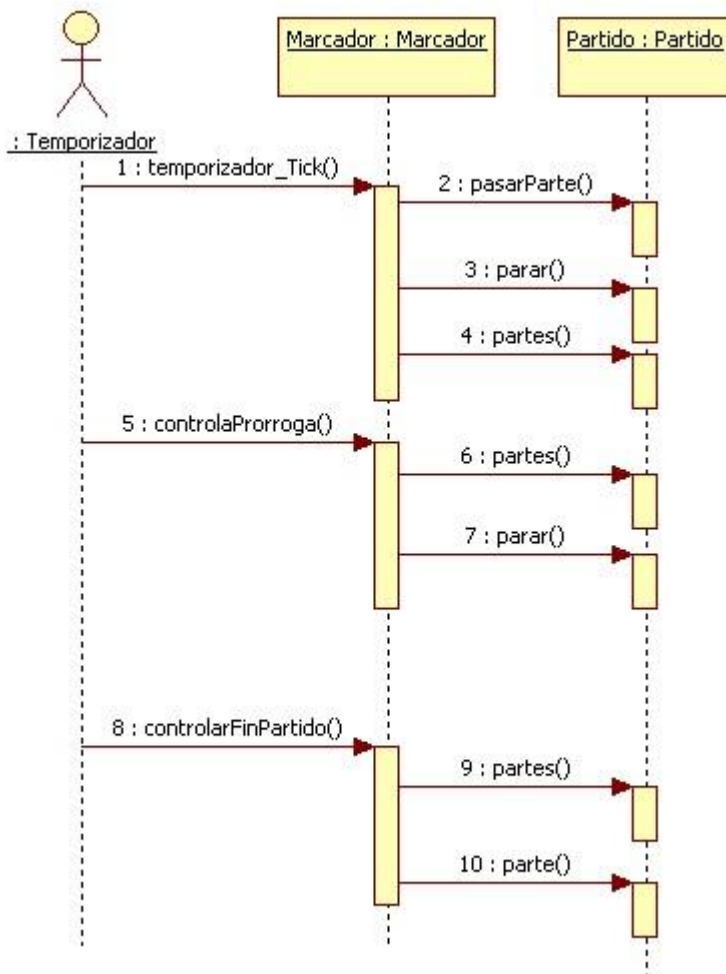 Marcador : Marcador
Partido : Partido
: Temporizador
1 : temporizador_Tick()
2 : pasarParte()
3 : parar()
4 : partes()
5 : controlaProrroga()
6 : partes()
7 : parar()
8 : controlarFinPartido()
9 : partes()
10 : parte()